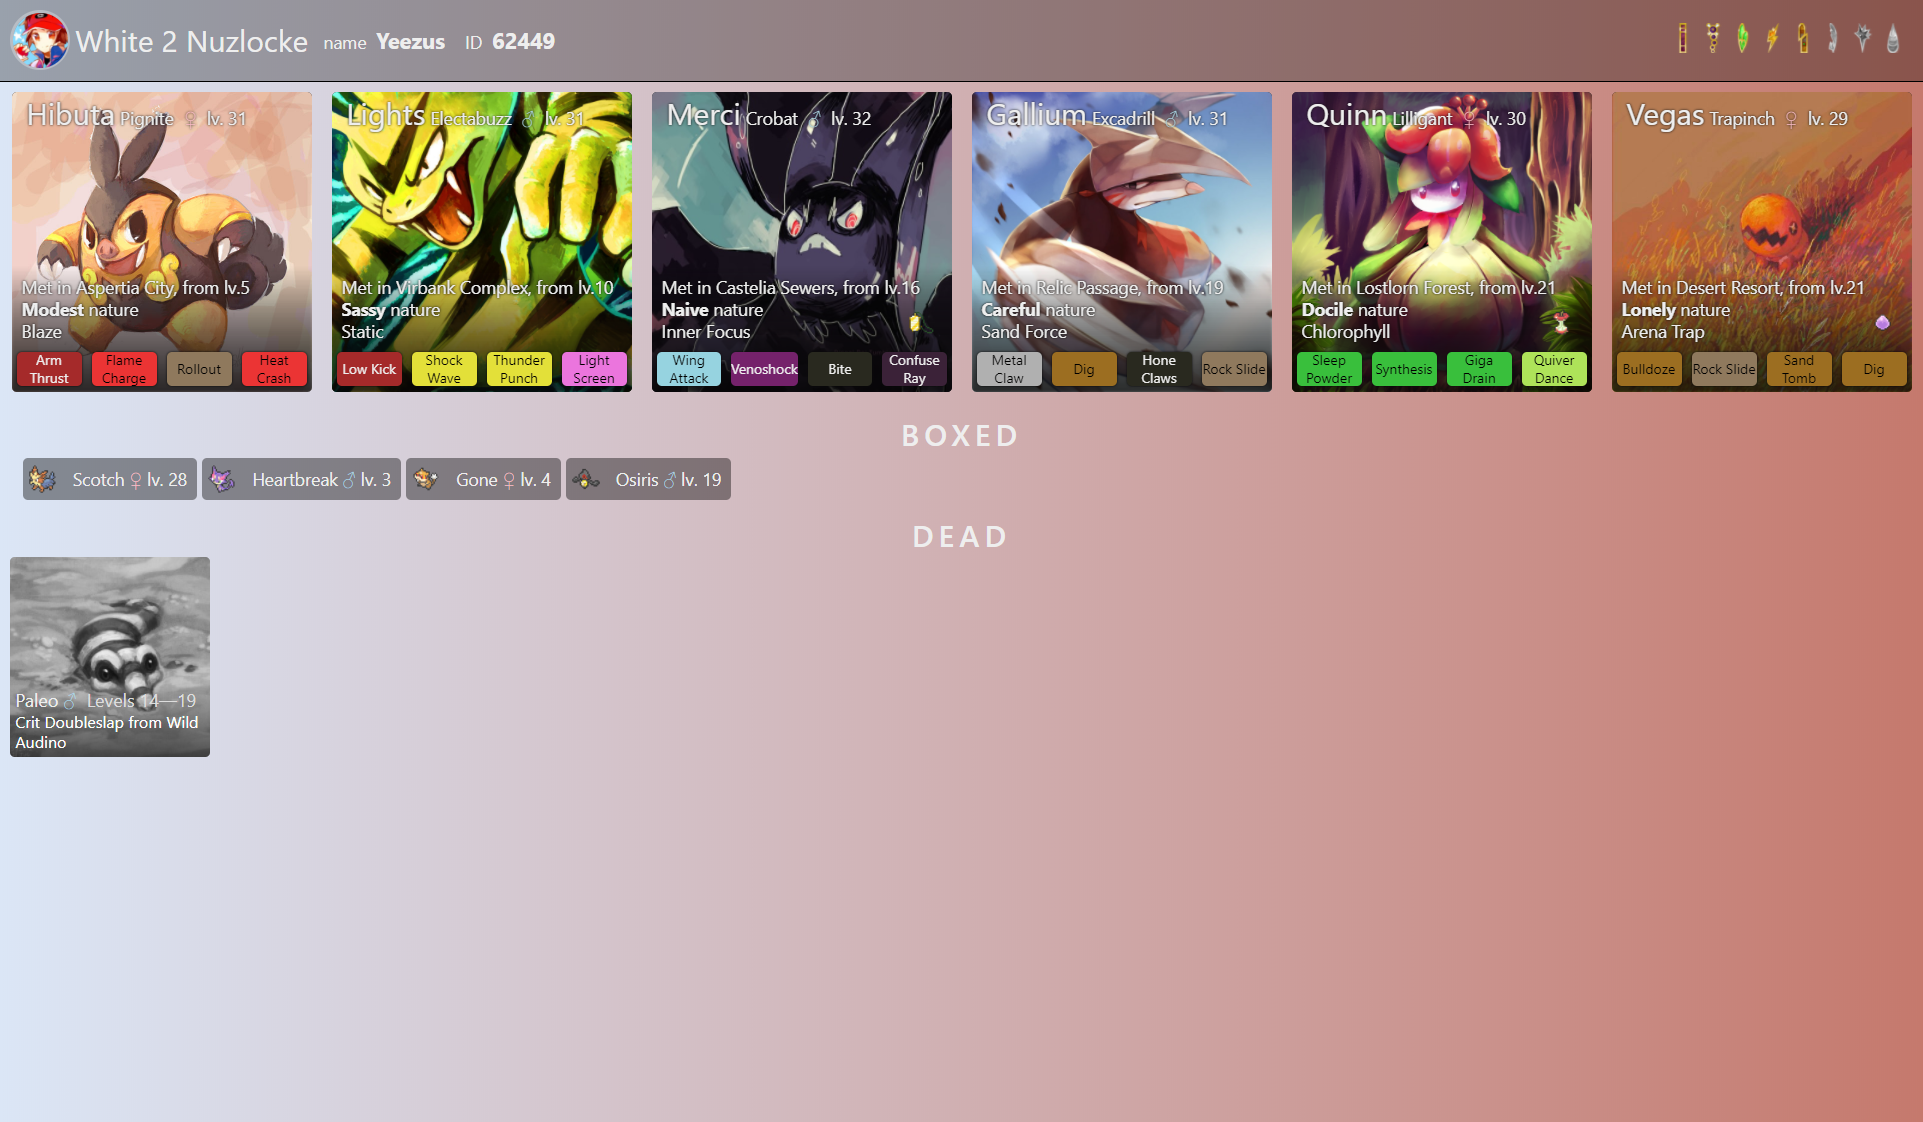 White 2 Nuzlocke name Yeezus ID 62449
Hibuta Pignite ♀ lv. 31
Met in Aspertia City, from lv.5
Modest nature
Blaze
Arm Thrust
Flame Charge
Rollout
Heat Crash
Lights Electabuzz ♂ lv. 31
Met in Virbank Complex, from lv.10
Sassy nature
Static
Low Kick
Shock Wave
Thunder Punch
Light Screen
Merci Crobat ♂ lv. 32
Met in Castelia Sewers, from lv.16
Naive nature
Inner Focus
Wing Attack
Venoshock
Bite
Confuse Ray
Gallium Excadrill ♂ lv. 31
Met in Relic Passage, from lv.19
Careful nature
Sand Force
Metal Claw
Dig
Hone Claws
Rock Slide
Quinn Lilligant ♀ lv. 30
Met in Lostlorn Forest, from lv.21
Docile nature
Chlorophyll
Sleep Powder
Synthesis
Giga Drain
Quiver Dance
Vegas Trapinch ♀ lv. 29
Met in Desert Resort, from lv.21
Lonely nature
Arena Trap
Bulldoze
Rock Slide
Sand Tomb
Dig
BOXED
Scotch ♀ lv. 28
Heartbreak ♂ lv. 3
Gone ♀ lv. 4
Osiris ♂ lv. 19
DEAD
Paleo ♂ Levels 14—19
Crit Doubleslap from Wild
Audino